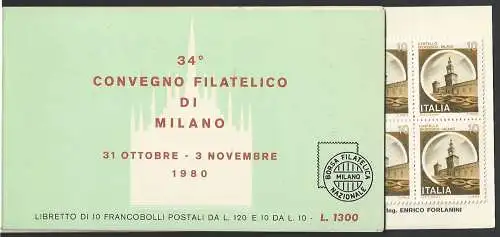 34°
CONVEGNO FILATELICO
DI
MILANO
31 OTTOBRE - 3 NOVEMBRE
1980
BORSA FILATELICA
MILANO
NAZIONALE
LIBRETTO DI 10 FRANCOBOLLI POSTALI DA L. 120 E 10 DA L. 10 - L. 1300
10
ITALIA
10
ITALIA
Ing. ENRICO FORLANINI